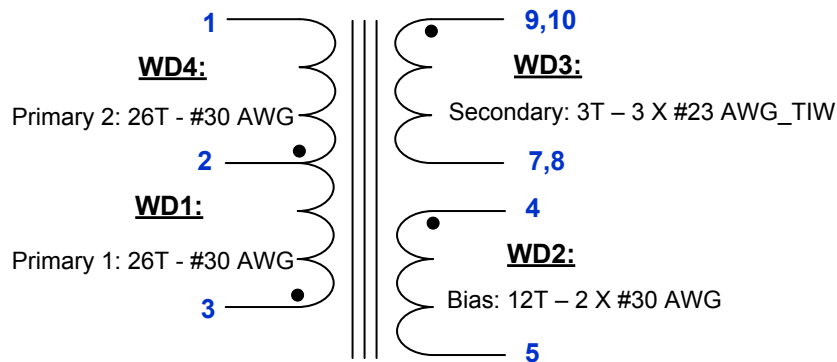 1
WD4:
Primary 2: 26T - #30 AWG
2
WD1:
Primary 1: 26T - #30 AWG
3
9,10
WD3:
Secondary: 3T – 3 X #23 AWG_TIW
7,8
4
WD2:
Bias: 12T – 2 X #30 AWG
5